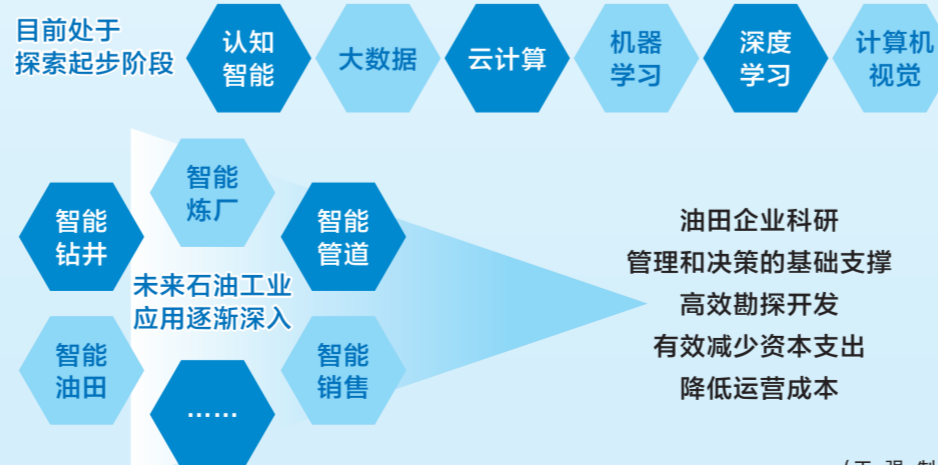 目前处于
探索起步阶段
认知
智能
大数据
云计算
机器
学习
深度
学习
计算机
视觉
智能
炼厂
智能
钻井
智能
管道
未来石油工业
应用逐渐深入
智能
油田
智能
销售
……
油田企业科研
管理和决策的基础支撑
高效勘探开发
有效减少资本支出
降低运营成本